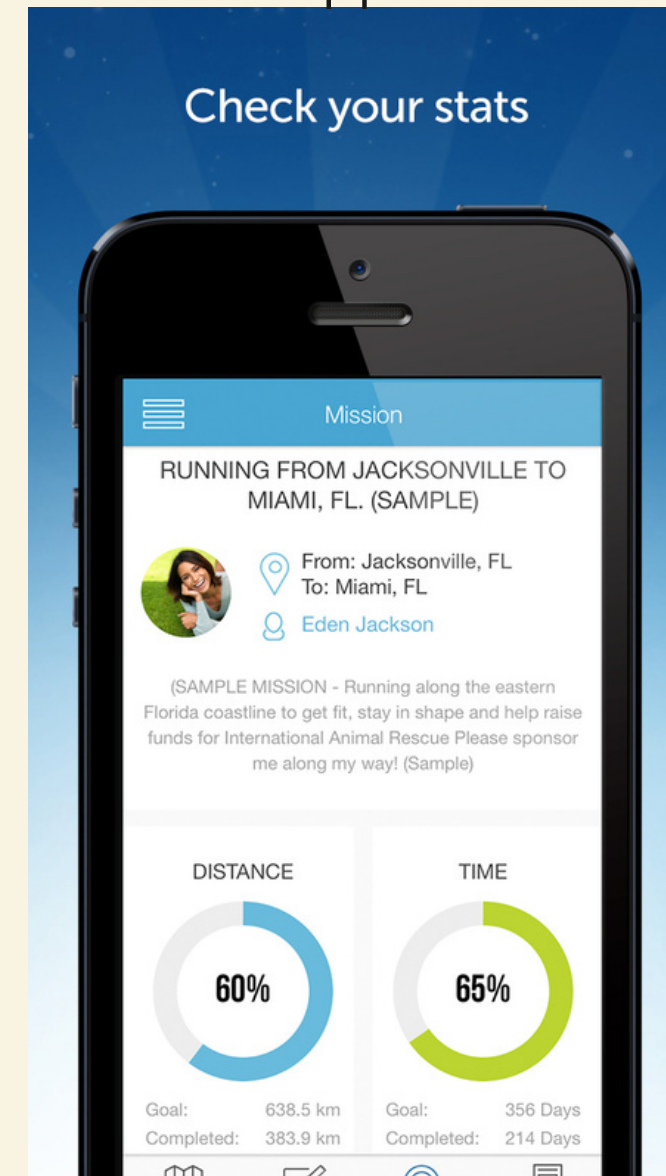 Check your stats
Mission
RUNNING FROM JACKSONVILLE TO
MIAMI, FL. (SAMPLE)
From: Jacksonville, FL
To: Miami, FL
Eden Jackson
(SAMPLE MISSION - Running along the eastern
Florida coastline to get fit, stay in shape and help raise
funds for International Animal Rescue Please sponsor
me along my way! (Sample)
DISTANCE
60%
Goal: 638.5 km
Completed: 383.9 km
TIME
65%
Goal: 356 Days
Completed: 214 Days